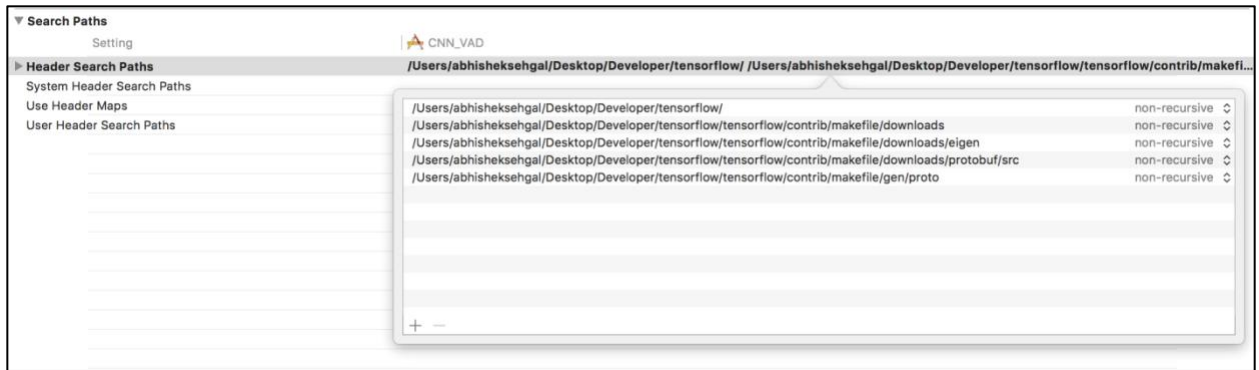 Search Paths
Setting CNN_VAD
Header Search Paths /Users/abhisheksehgal/Desktop/Developer/tensorflow/ /Users/abhisheksehgal/Desktop/Developer/tensorflow/tensorflow/contrib/makefi...
System Header Search Paths
Use Header Maps
User Header Search Paths
/Users/abhisheksehgal/Desktop/Developer/tensorflow/ non-recursive
/Users/abhisheksehgal/Desktop/Developer/tensorflow/tensorflow/contrib/makefile/downloads non-recursive
/Users/abhisheksehgal/Desktop/Developer/tensorflow/tensorflow/contrib/makefile/downloads/eigen non-recursive
/Users/abhisheksehgal/Desktop/Developer/tensorflow/tensorflow/contrib/makefile/downloads/protobuf/src non-recursive
/Users/abhisheksehgal/Desktop/Developer/tensorflow/tensorflow/contrib/makefile/gen/proto non-recursive